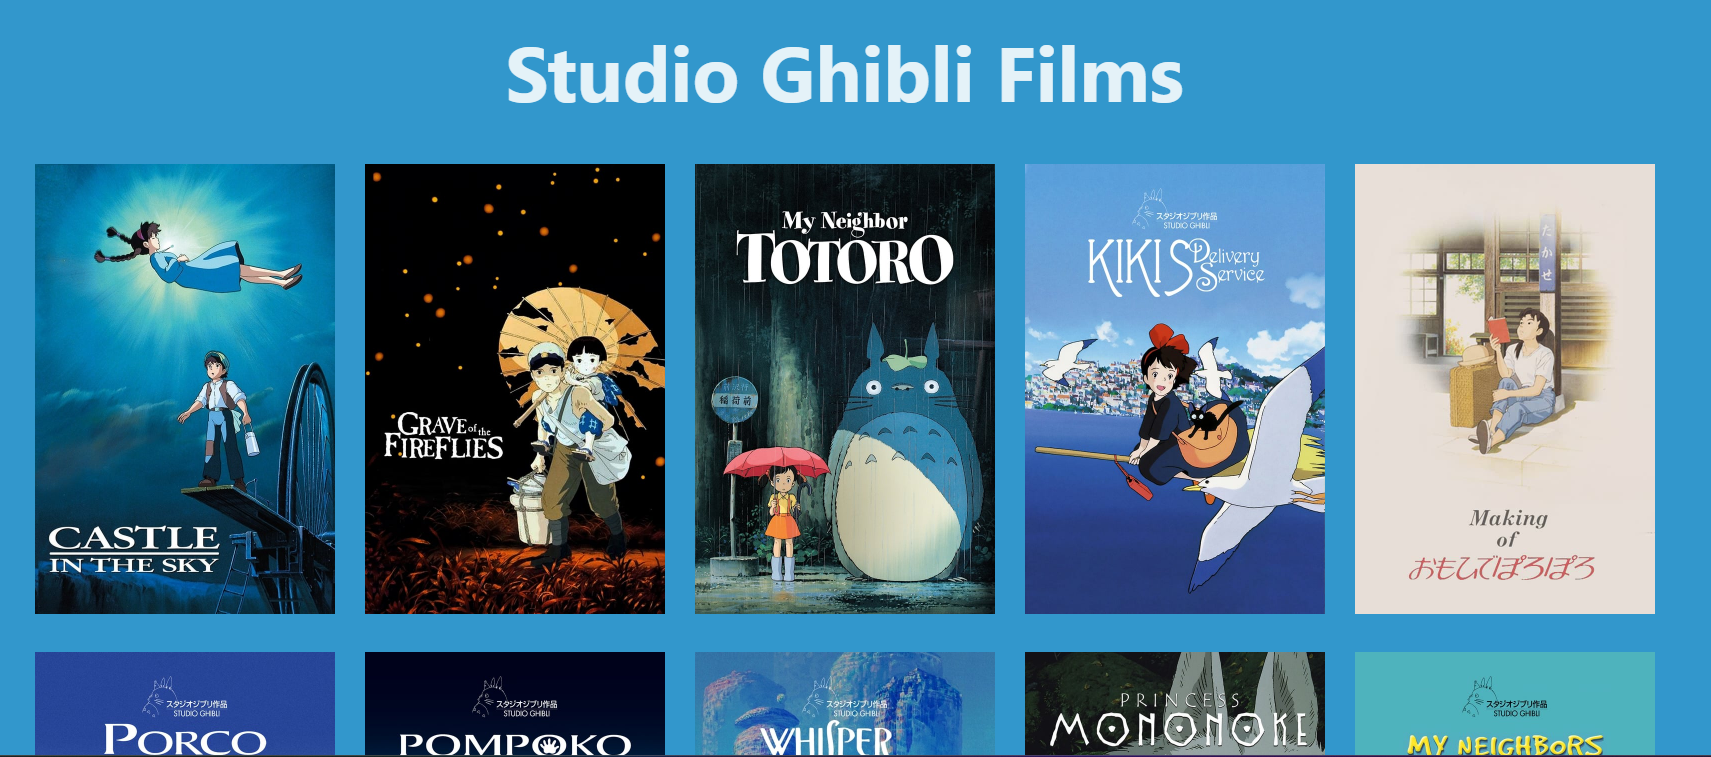 Studio Ghibli Films
CASTLE
IN THE SKY
GRAVE of the
FIREFLIES
My Neighbor
TOTORO
稲荷前
スタジオジブリ作品
STUDIO GHIBLI
KIKI'S Delivery
Service
たかせ
Making
of
おもひでぽろぽろ
スタジオジブリ作品
STUDIO GHIBLI
PORCO
スタジオジブリ作品
STUDIO GHIBLI
POMPOKO
スタジオジブリ作品
STUDIO GHIBLI
WHISPER
PRINCESS
MONONOKE
スタジオジブリ作品
STUDIO GHIBLI
MY NEIGHBORS